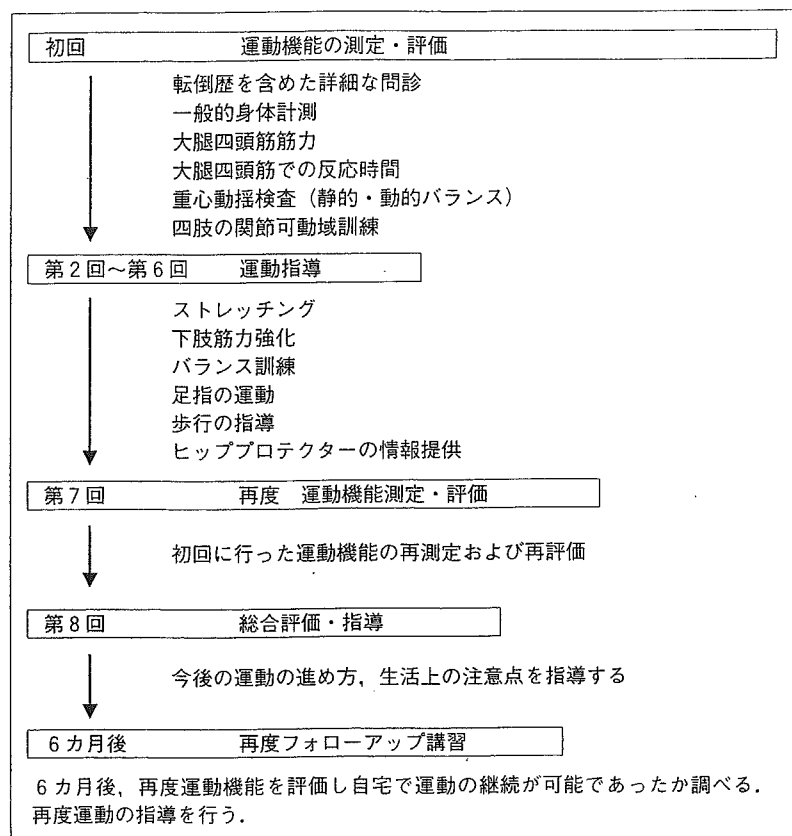 初回　運動機能の測定・評価
転倒歴を含めた詳細な問診
一般的身体計測
大腿四頭筋筋力
大腿四頭筋での反応時間
重心動揺検査（静的・動的バランス）
四肢の関節可動域訓練
第２回～第６回　運動指導
ストレッチング
下肢筋力強化
バランス訓練
足指の運動
歩行の指導
ヒッププロテクターの情報提供
第７回　再度　運動機能測定・評価
初回に行った運動機能の再測定および再評価
第８回　総合評価・指導
今後の運動の進め方，生活上の注意点を指導する
６カ月後　再度フォローアップ講習
６カ月後，再度運動機能を評価し自宅で運動の継続が可能であったか調べる．
再度運動の指導を行う．